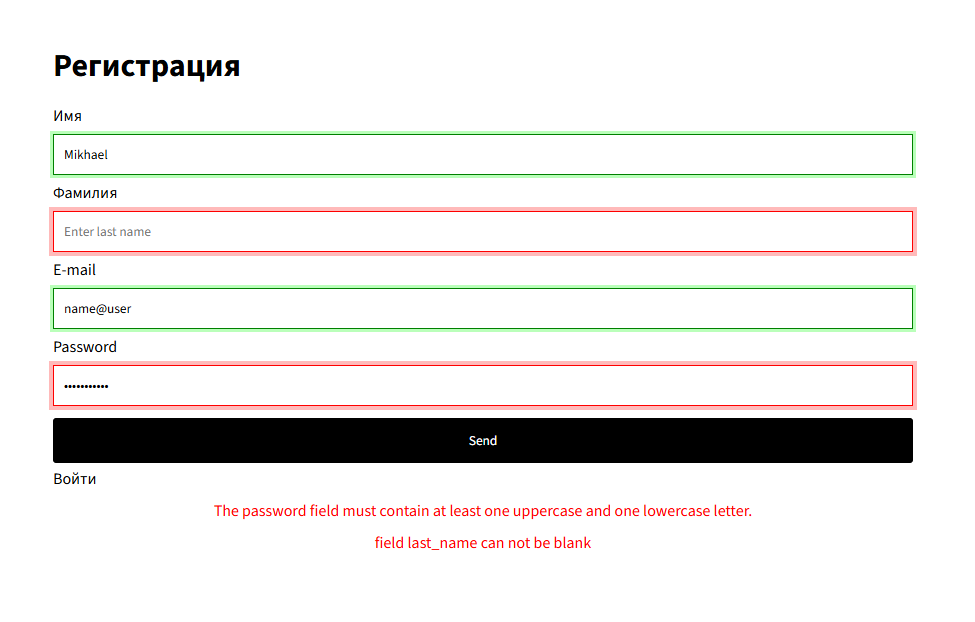 Регистрация
Имя
Mikhael
Фамилия
Enter last name
E-mail
name@user
Password
•••••••••••
Send
Войти
The password field must contain at least one uppercase and one lowercase letter.
field last_name can not be blank